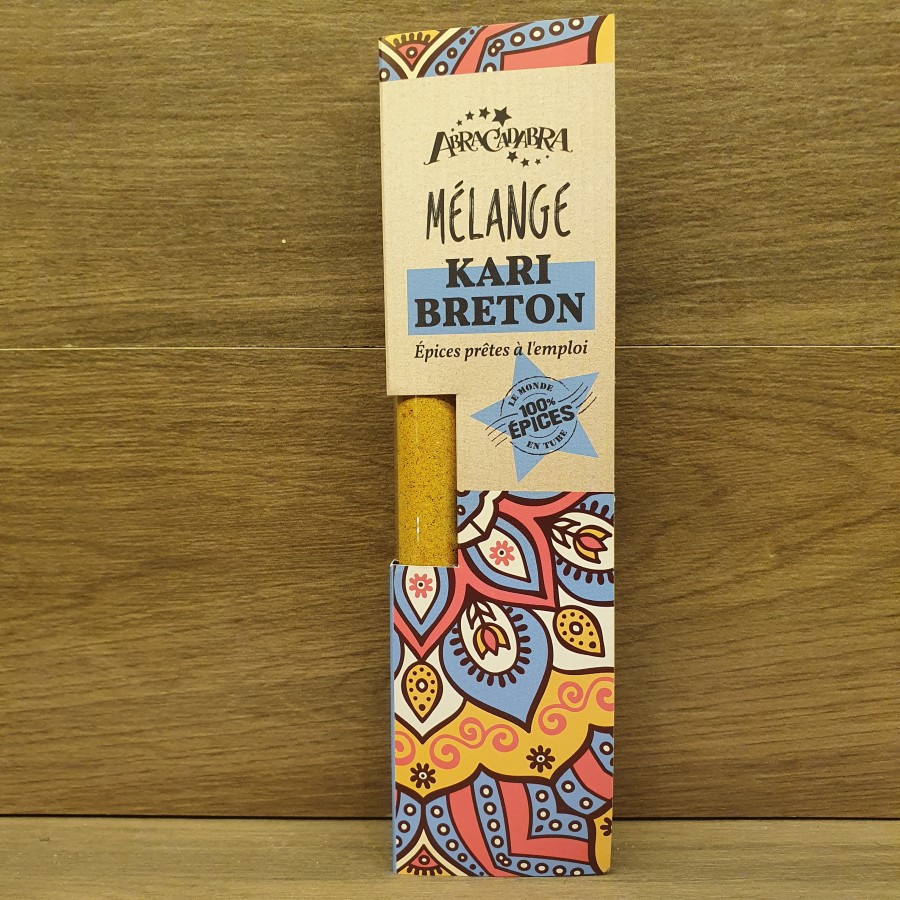 ABRACADABRA
MÉLANGE
KARI
BRETON
Épices prêtes à l'emploi
LE MONDE
100%
ÉPICES
EN TUBE